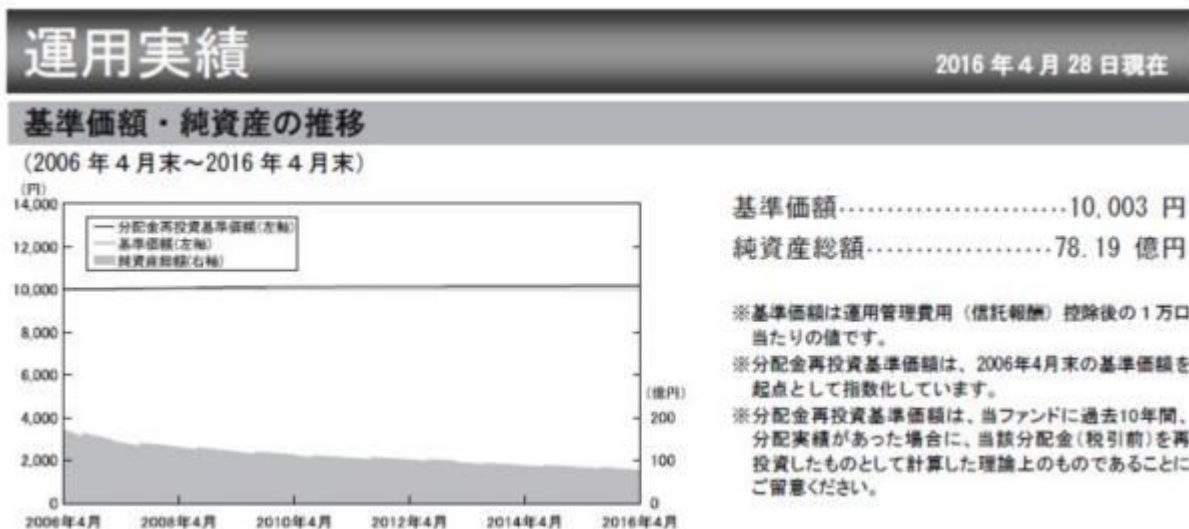 運用実績
2016 年 4 月 28 日現在
基準価額・純資産の推移
(2006 年 4 月末～2016 年 4 月末)
(円)
14,000
12,000
10,000
8,000
6,000
4,000
2,000
0
分配金再投資基準価額(左軸)
基準価額(左軸)
純資産総額(右軸)
(億円)
200
100
0
2006年4月 2008年4月 2010年4月 2012年4月 2014年4月 2016年4月
基準価額························10,003 円
純資産総額···················78.19 億円
※基準価額は運用管理費用（信託報酬）控除後の１万口
当たりの値です。
※分配金再投資基準価額は、2006年4月末の基準価額を
起点として指数化しています。
※分配金再投資基準価額は、当ファンドに過去10年間、
分配実績があった場合に、当該分配金(税引前)を再
投資したものとして計算した理論上のものであることに
ご留意ください。